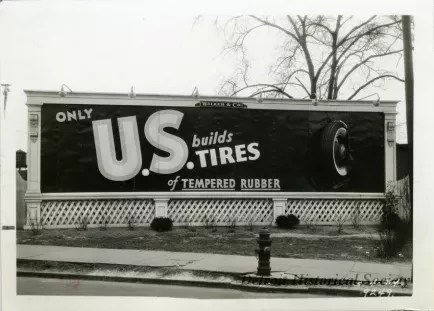 WALKER & CO.
ONLY
U.S. builds
TIRES
of TEMPERED RUBBER
Detroit Historical Society